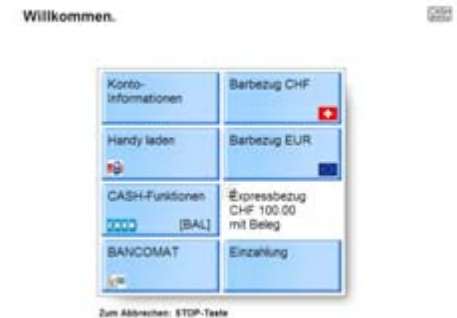 Willkommen.
CASH
Konto-
Informationen
Barbezug CHF
Handy laden
Barbezug EUR
CASH-Funktionen
[BAL]
Expressbezug
CHF 100.00
mit Beleg
BANCOMAT
Einzahlung
Zum Abbrechen: STOP-Taste